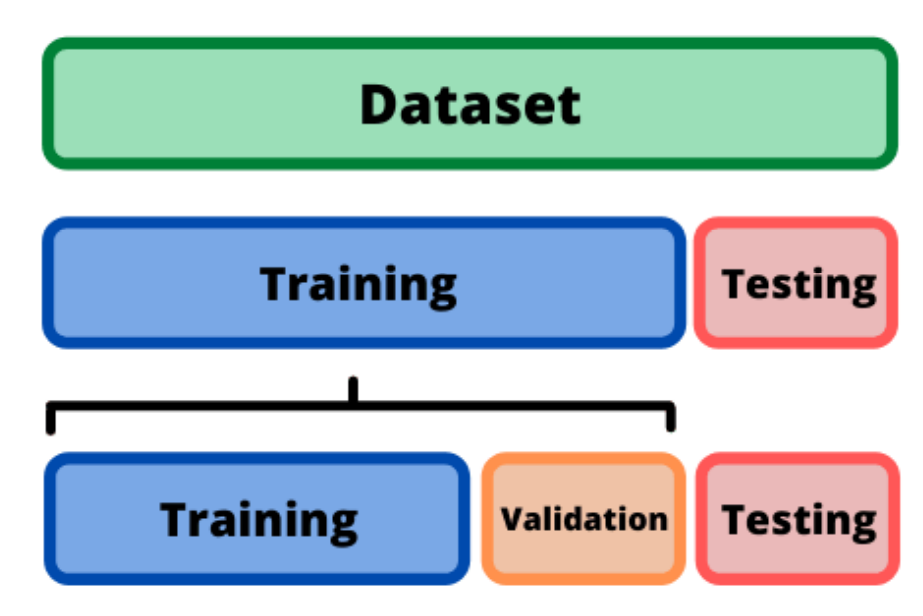 Dataset
Training
Testing
Training
Validation
Testing